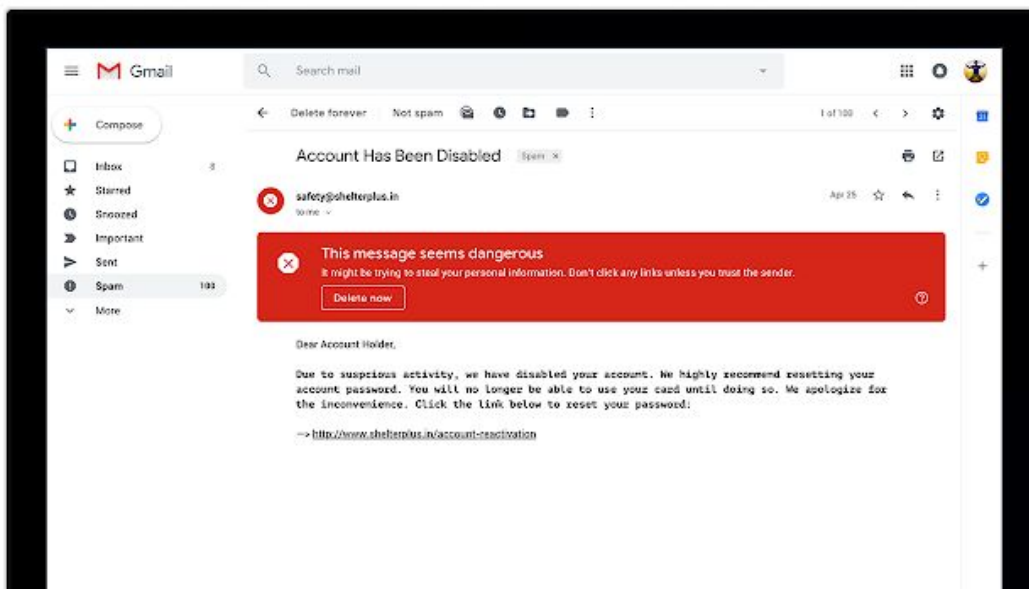 Gmail
Search mail
Compose
Delete forever
Not spam
1 of 100
Inbox
Starred
Snoozed
Important
Sent
Spam 100
More
Account Has Been Disabled
Spam ×
safety@shelterplus.in
to me
Apr 25
This message seems dangerous
It might be trying to steal your personal information. Don't click any links unless you trust the sender.
Delete now
Dear Account Holder,
Due to suspcious activity, we have disabled your account. We highly recommend resetting your
account password. You will no longer be able to use your card until doing so. We apologize for
the inconvenience. Click the link below to reset your password:
—> http://www.shelterplus.in/account-reactivation